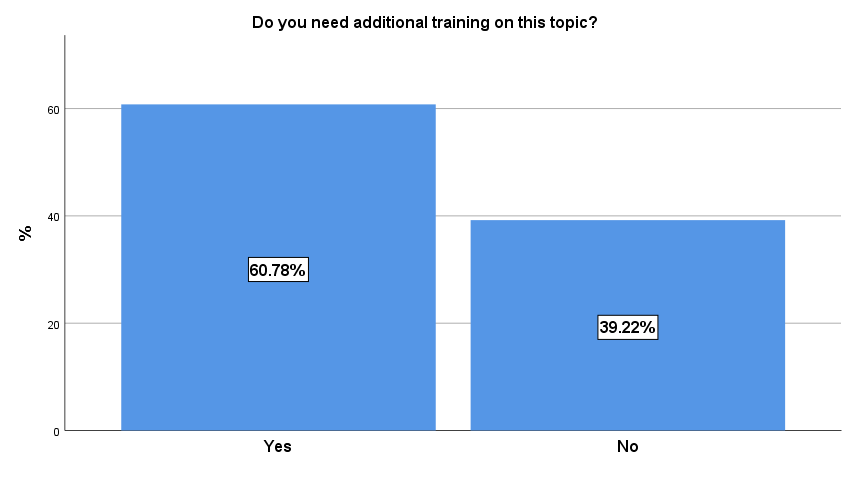 Do you need additional training on this topic?
%
60
40
20
0
60.78%
39.22%
Yes
No